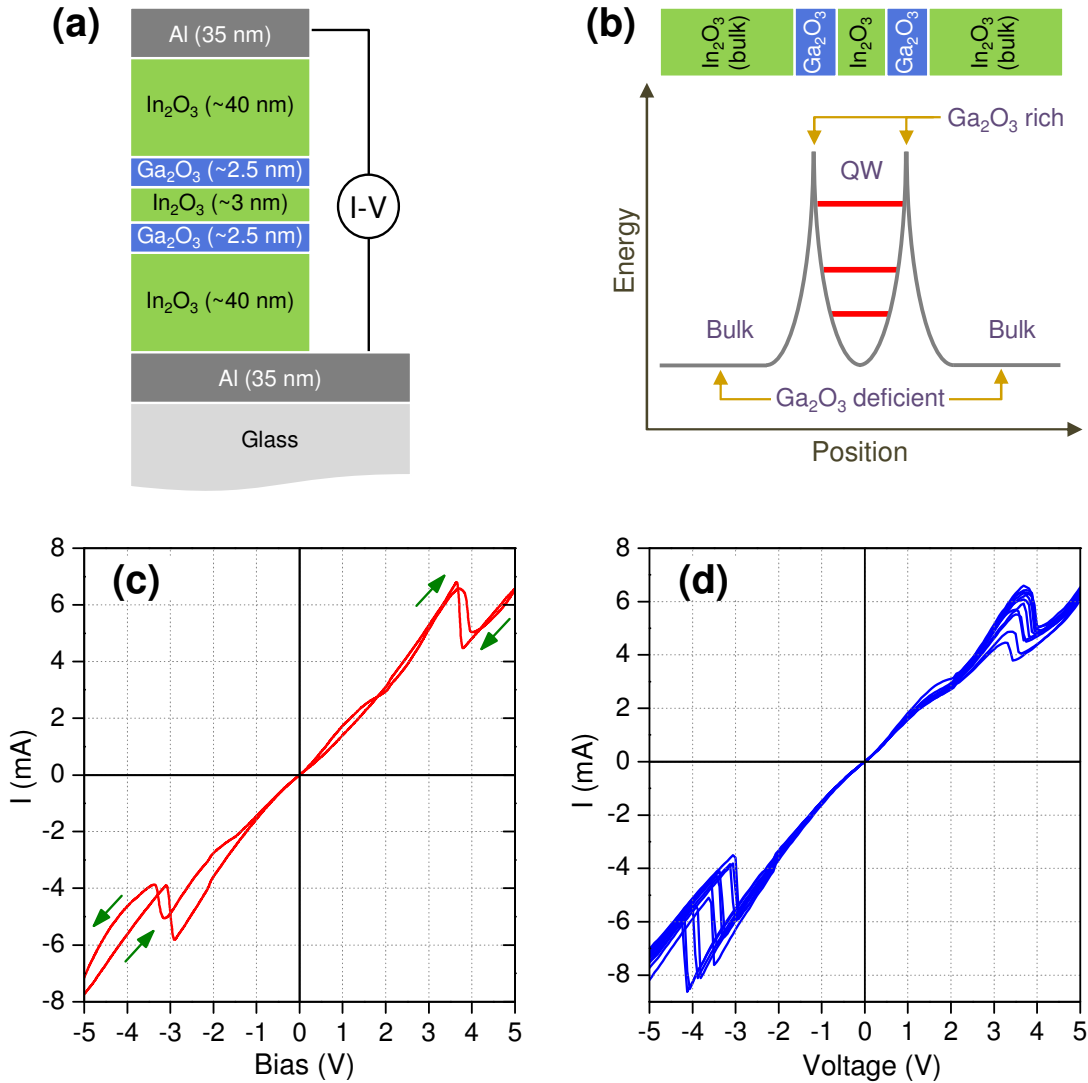 (a)
Al (35 nm)
In₂O₃ (~40 nm)
Ga₂O₃ (~2.5 nm)
In₂O₃ (~3 nm)
Ga₂O₃ (~2.5 nm)
In₂O₃ (~40 nm)
Al (35 nm)
Glass
I-V
(b)
In₂O₃
(bulk)
Ga₂O₃
In₂O₃
Ga₂O₃
In₂O₃
(bulk)
Ga₂O₃ rich
QW
Energy
Bulk
Bulk
Ga₂O₃ deficient
Position
(c)
8
6
4
2
0
-2
-4
-6
-8
I (mA)
-5 -4 -3 -2 -1 0 1 2 3 4 5
Bias (V)
(d)
8
6
4
2
0
-2
-4
-6
-8
I (mA)
-5 -4 -3 -2 -1 0 1 2 3 4 5
Voltage (V)